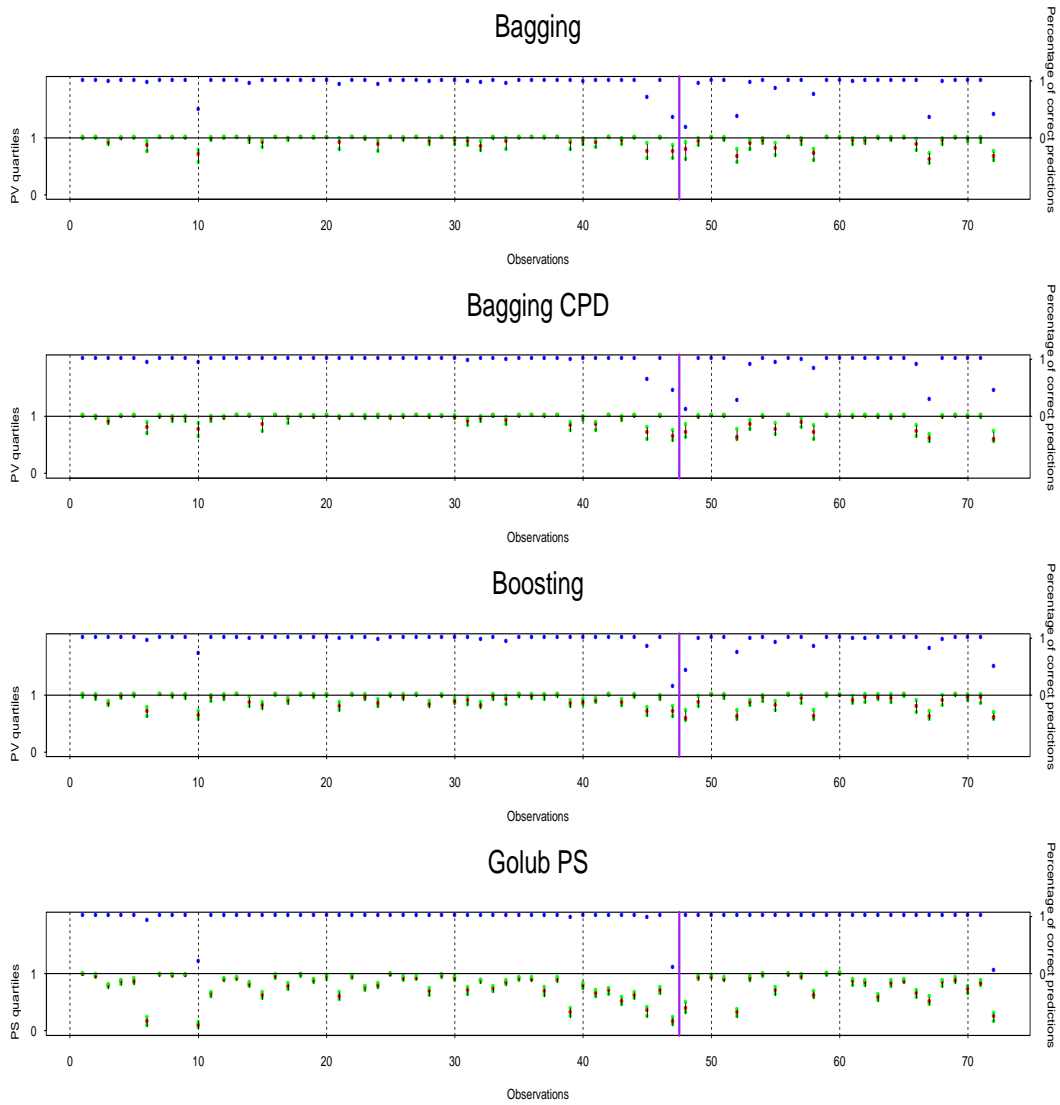 Bagging
PV quartiles
0
1
0
1
Percentage of correct predictions
0 10 20 30 40 50 60 70
Observations
Bagging CPD
PV quartiles
0
1
0
1
Percentage of correct predictions
0 10 20 30 40 50 60 70
Observations
Boosting
PV quartiles
0
1
0
1
Percentage of correct predictions
0 10 20 30 40 50 60 70
Observations
Golub PS
PS quartiles
0
1
0
1
Percentage of correct predictions
0 10 20 30 40 50 60 70
Observations